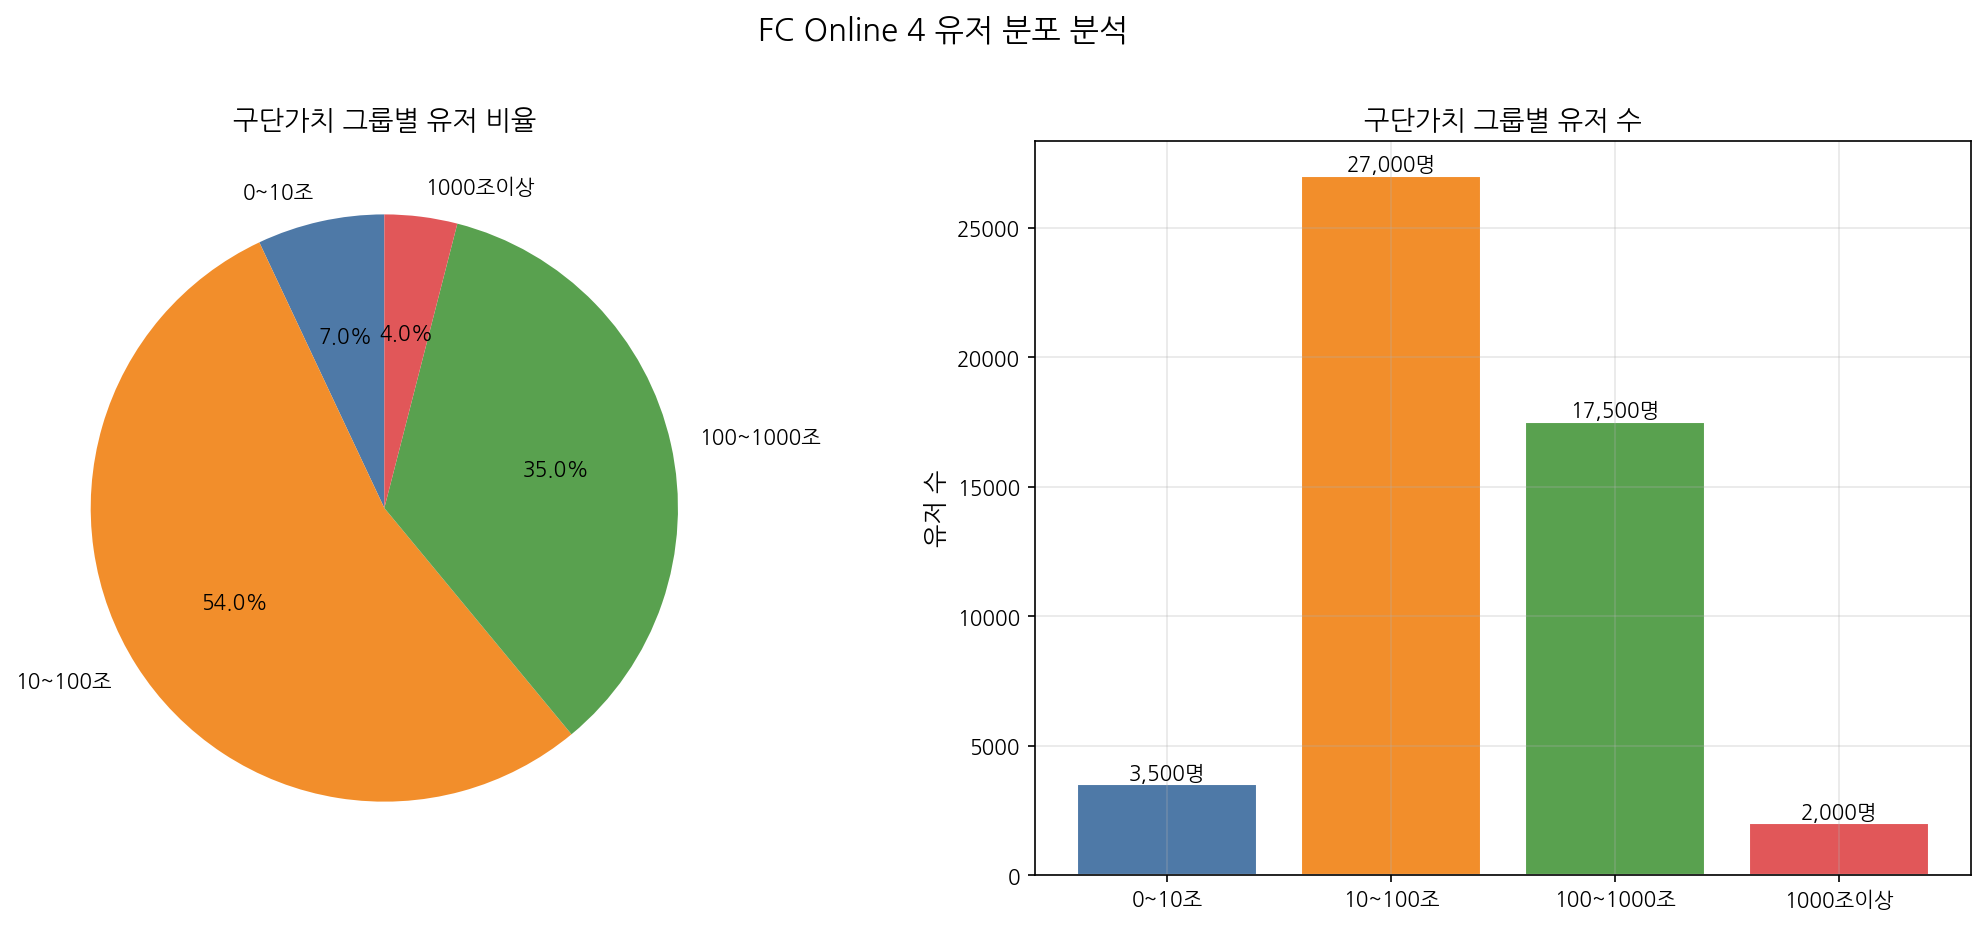 FC Online 4 유저 분포 분석
구단가치 그룹별 유저 비율
0~10조
1000조이상
7.0%
4.0%
100~1000조
35.0%
54.0%
10~100조
구단가치 그룹별 유저 수
27,000명
25000
20000
17,500명
15000
유저 수
10000
5000
3,500명
2,000명
0
0~10조
10~100조
100~1000조
1000조이상